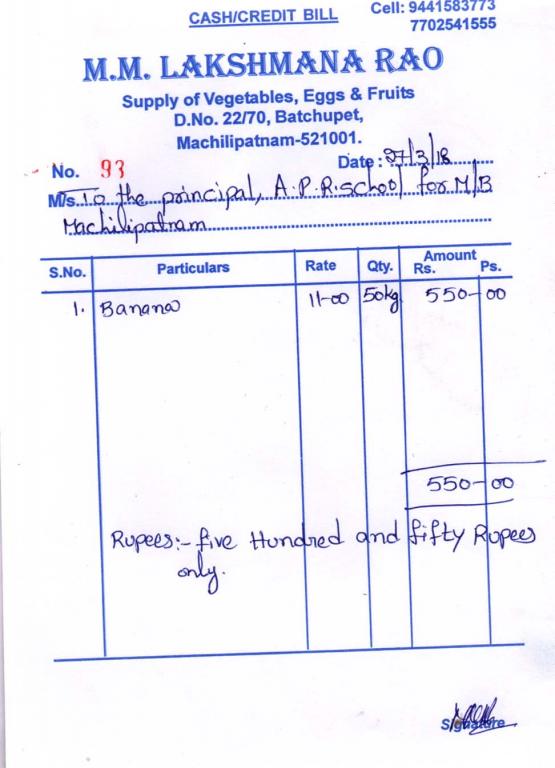 CASH/CREDIT BILL
Cell: 9441583773
7702541555
M.M. LAKSHMANA RAO
Supply of Vegetables, Eggs & Fruits
D.No. 22/70, Batchupet,
Machilipatnam-521001.
No. 93
Date : 27/3/18
M/s. To the principal, A.P.R.School for M/B
Machilipatnam
S.No. Particulars Rate Qty. Amount Rs. Ps.
1. Banana 11-00 50kg 550-00
550-00
Rupees:- five Hundred and fifty Rupees
only.
Signature